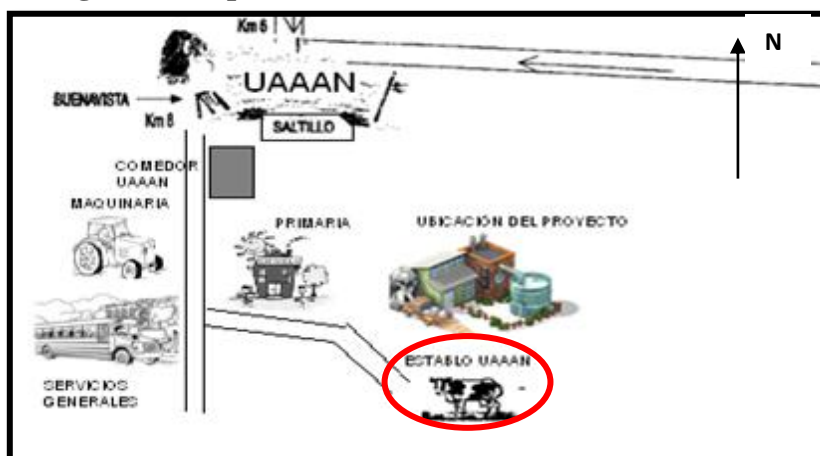 Km 6
N
UAAAN
BUENAVISTA
Km 8
SALTILLO
COMEDOR
UAAAN
MAQUINARIA
PRIMARIA
UBICACION DEL PROYECTO
ESTABLO UAAAN
SERVICIOS
GENERALES